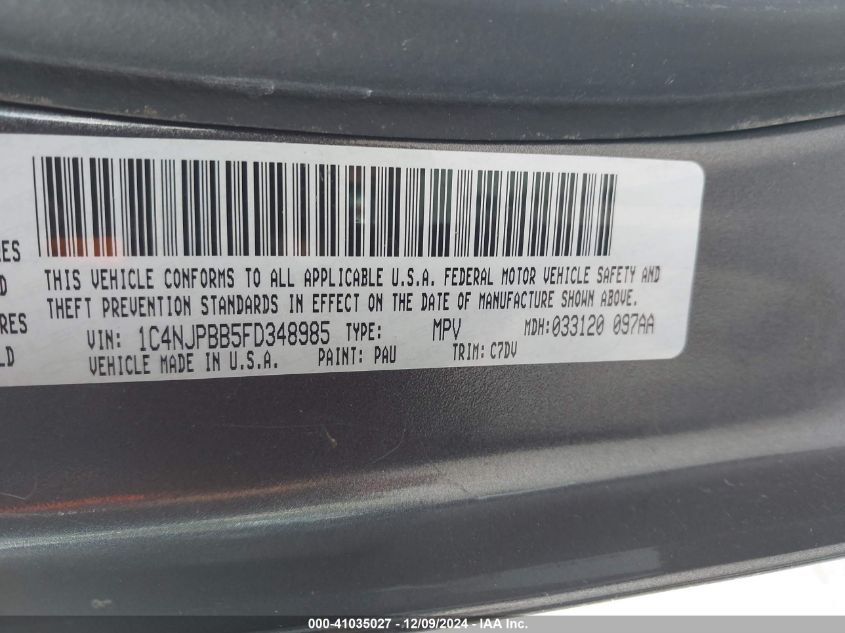 RES
D
THIS VEHICLE CONFORMS TO ALL APPLICABLE U.S.A. FEDERAL MOTOR VEHICLE SAFETY AND
THEFT PREVENTION STANDARDS IN EFFECT ON THE DATE OF MANUFACTURE SHOWN ABOVE.
RES
VIN: 1C4NJPBB5FD348985 TYPE: MPV MDH:033120 097AA
LD
VEHICLE MADE IN U.S.A. PAINT: PAU TRIM: C7DV
000-41035027 - 12/09/2024 - IAA Inc.